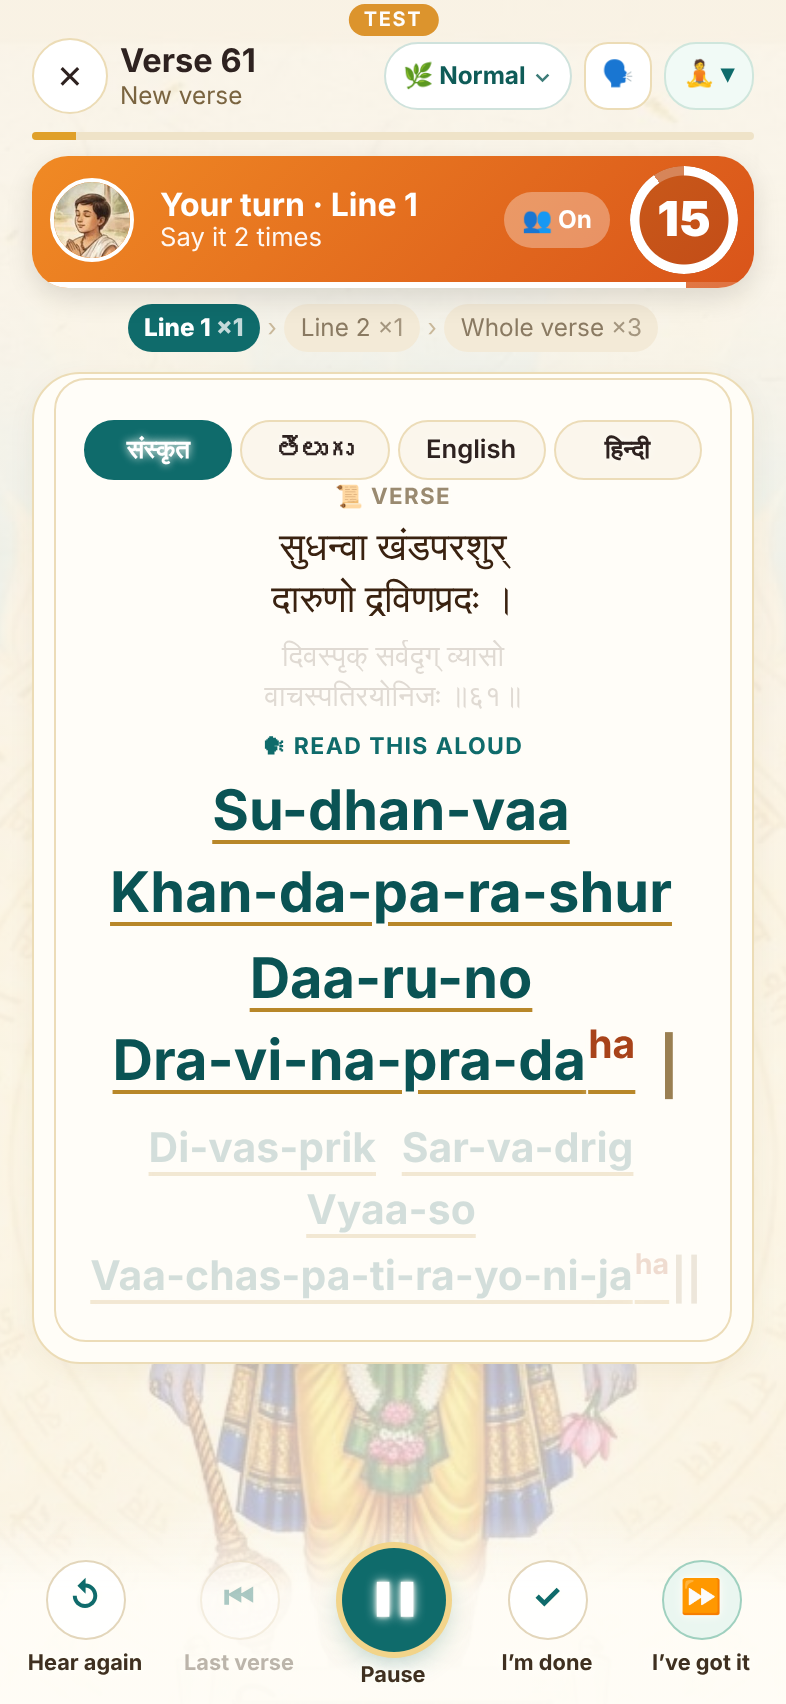 TEST
Verse 61
New verse
Normal
Your turn · Line 1
Say it 2 times
On
15
Line 1 ×1 › Line 2 ×1 › Whole verse ×3
संस्कृत తెలుగు English हिन्दी
VERSE
सुधन्वा खंडपरशुर्
दारुणो द्रविणप्रदः ।
दिवस्पृक् सर्वदृग् व्यासो
वाचस्पतिरयोनिजः ॥६१॥
READ THIS ALOUD
Su-dhan-vaa
Khan-da-pa-ra-shur
Daa-ru-no
Dra-vi-na-pra-daha |
Di-vas-prik Sar-va-drig
Vyaa-so
Vaa-chas-pa-ti-ra-yo-ni-jaha||
Hear again Last verse Pause I’m done I’ve got it